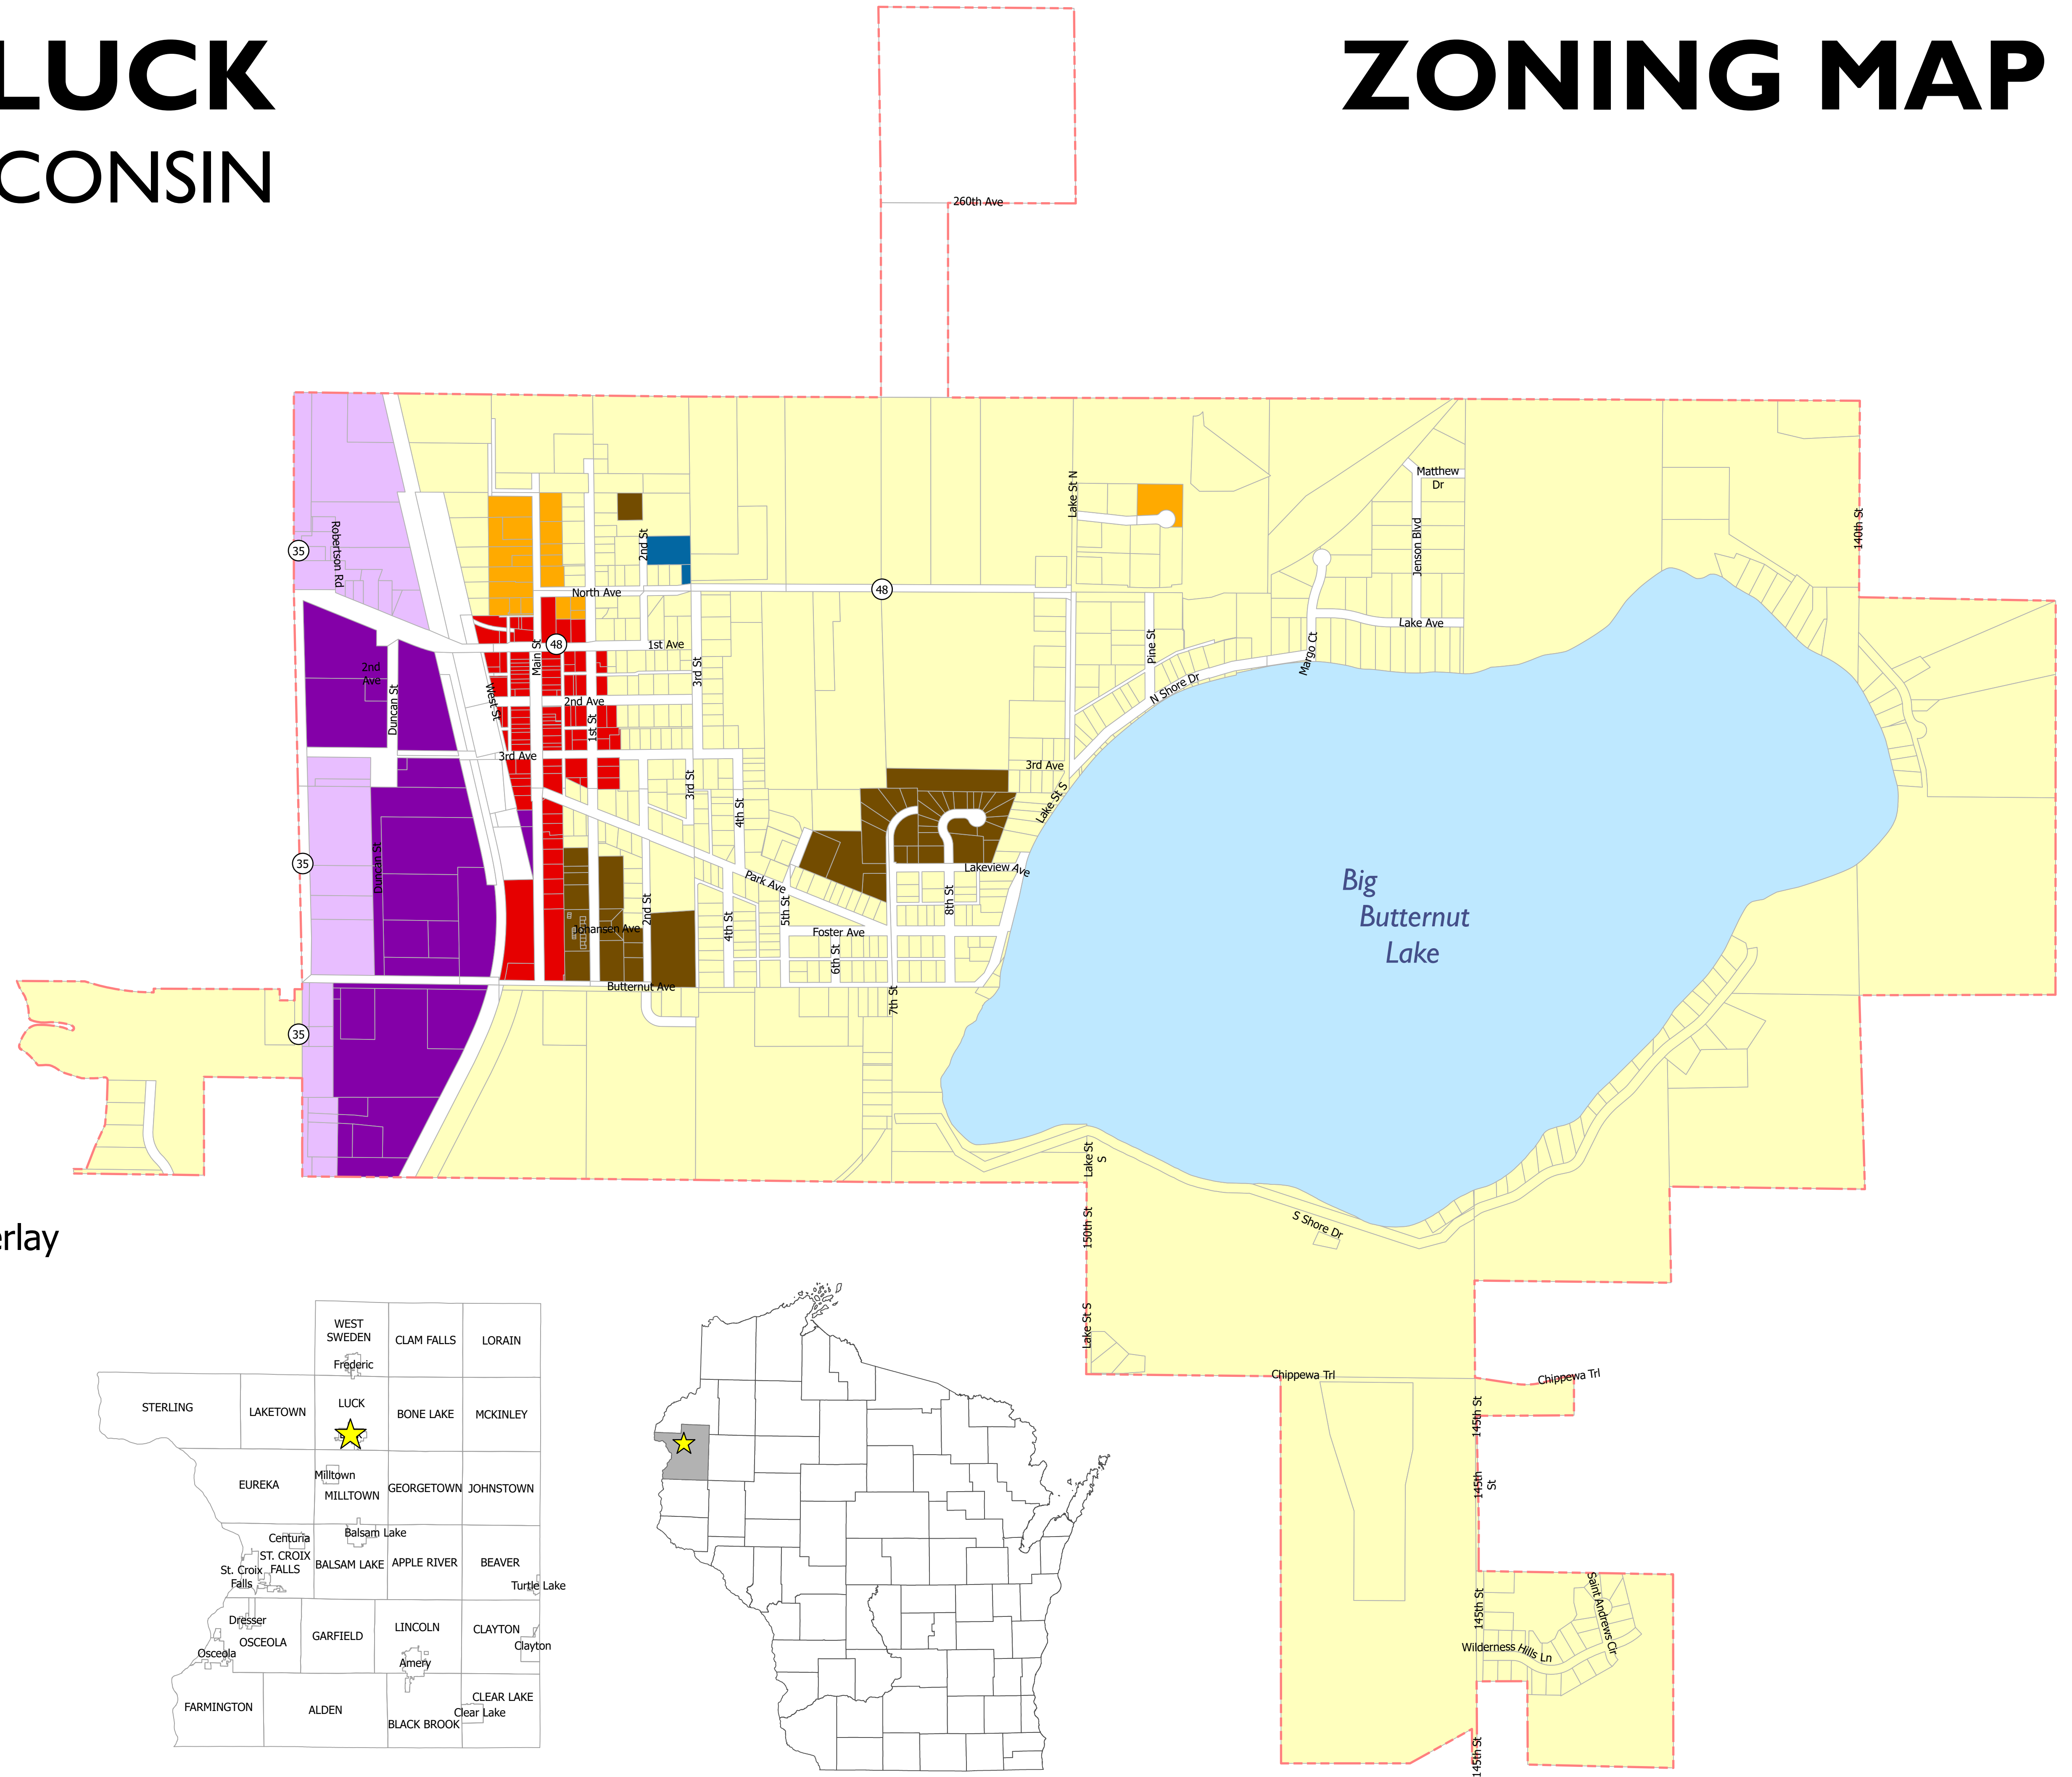 LUCK
CONSIN
ZONING MAP
260th Ave
Matthew
Dr
Lake St N
Jenson Blvd
140th St
35
Robertson Rd
2nd St
48
North Ave
Lake Ave
48
1st Ave
Main St
Pine St
Margo Ct
2nd
Ave
3rd St
N Shore Dr
Duncan St
West St
2nd Ave
1st St
3rd Ave
3rd Ave
3rd St
4th St
Lake St S
35
Duncan St
Lakeview Ave
Park Ave
Big
Butternut
Lake
2nd St
8th St
5th St
4th St
Johansen Ave
Foster Ave
6th St
Butternut Ave
7th St
35
Lake St
S
150th St
S Shore Dr
erlay
Lake St S
Chippewa Trl
Chippewa Trl
145th St
145th
St
145th St
Saint Andrews Cir
Wilderness Hills Ln
145th St
WEST
SWEDEN
CLAM FALLS
LORAIN
Frederic
STERLING
LAKETOWN
LUCK
BONE LAKE
MCKINLEY
EUREKA
Milltown
MILLTOWN
GEORGETOWN
JOHNSTOWN
Centuria
Balsam Lake
ST. CROIX
FALLS
BALSAM LAKE
APPLE RIVER
BEAVER
St. Croix
Falls
Turtle Lake
Dresser
OSCEOLA
GARFIELD
LINCOLN
CLAYTON
Clayton
Osceola
Amery
FARMINGTON
ALDEN
BLACK BROOK
CLEAR LAKE
Clear Lake